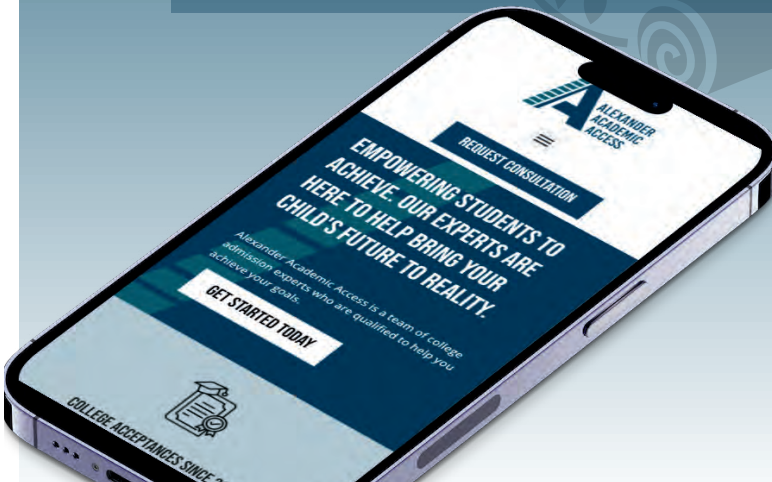 ALEXANDER
ACADEMIC
ACCESS
REQUEST CONSULTATION
EMPOWERING STUDENTS TO
ACHIEVE. OUR EXPERTS ARE
HERE TO HELP BRING YOUR
CHILD'S FUTURE TO REALITY.
Alexander Academic Access is a team of college
admission experts who are qualified to help you
achieve your goals.
GET STARTED TODAY
COLLEGE ACCEPTANCES SINCE